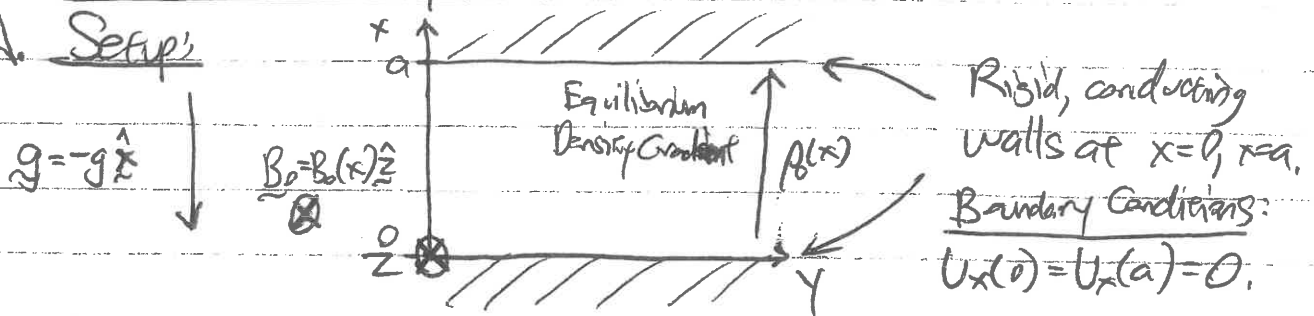 A. Setup:
x
a
Equilibrium
Density Gradient
ρ₀(x)
g = -g x̂
B₀ = B₀(x) ẑ
0
Z
Y
Rigid, conducting
walls at x=0, x=a.
Boundary Conditions:
Uₓ(0) = Uₓ(a) = 0.